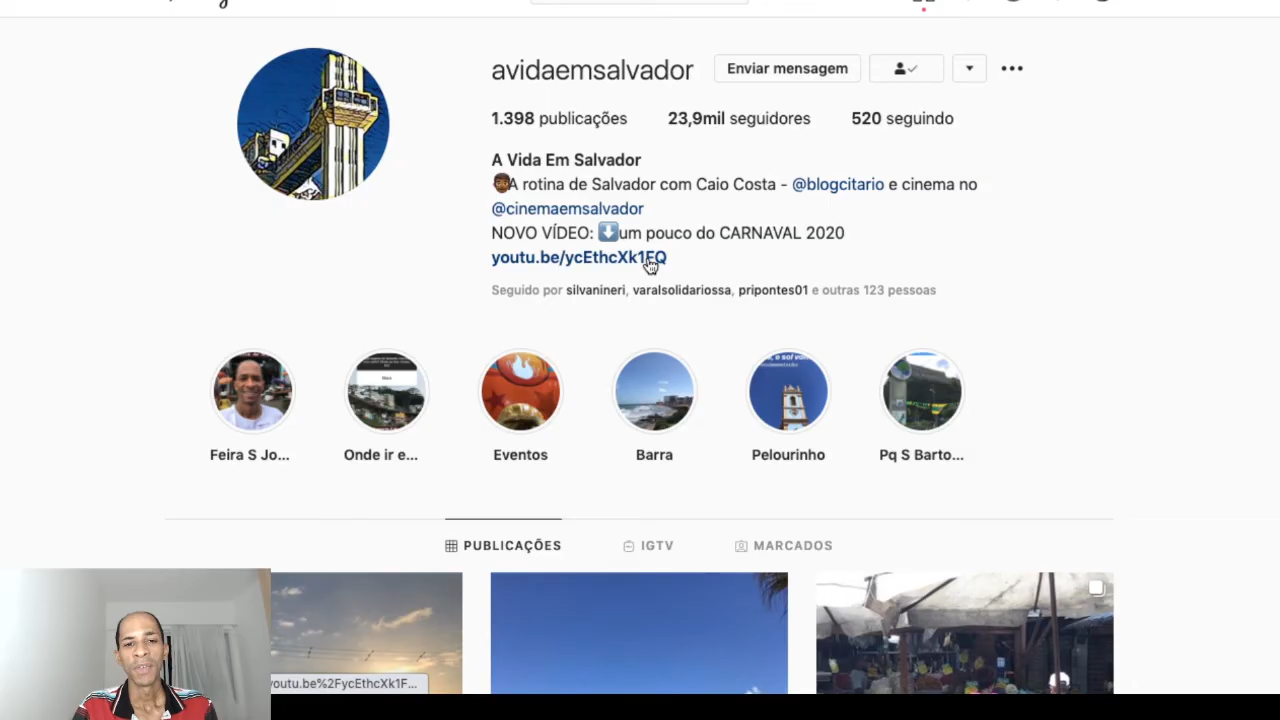 avidaemsalvador
Enviar mensagem
1.398 publicações 23,9mil seguidores 520 seguindo
A Vida Em Salvador
A rotina de Salvador com Caio Costa - @blogcitario e cinema no
@cinemaemsalvador
NOVO VÍDEO: um pouco do CARNAVAL 2020
youtu.be/ycEthcXk1FQ
Seguido por silvanineri, varalsolidariossa, pripontes01 e outras 123 pessoas
Feira S Jo... Onde ir e... Eventos Barra Pelourinho Pq S Barto...
PUBLICAÇÕES IGTV MARCADOS
youtu.be%2FycEthcXk1F...